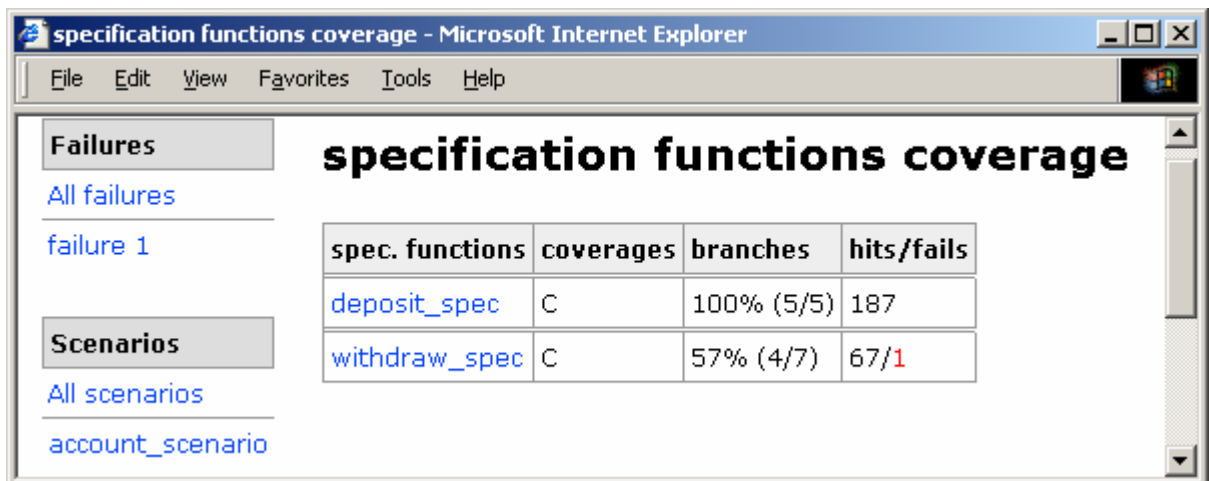 specification functions coverage - Microsoft Internet Explorer
File Edit View Favorites Tools Help
Failures
All failures
failure 1
Scenarios
All scenarios
account_scenario
specification functions coverage
spec. functions coverages branches hits/fails
deposit_spec C 100% (5/5) 187
withdraw_spec C 57% (4/7) 67/1